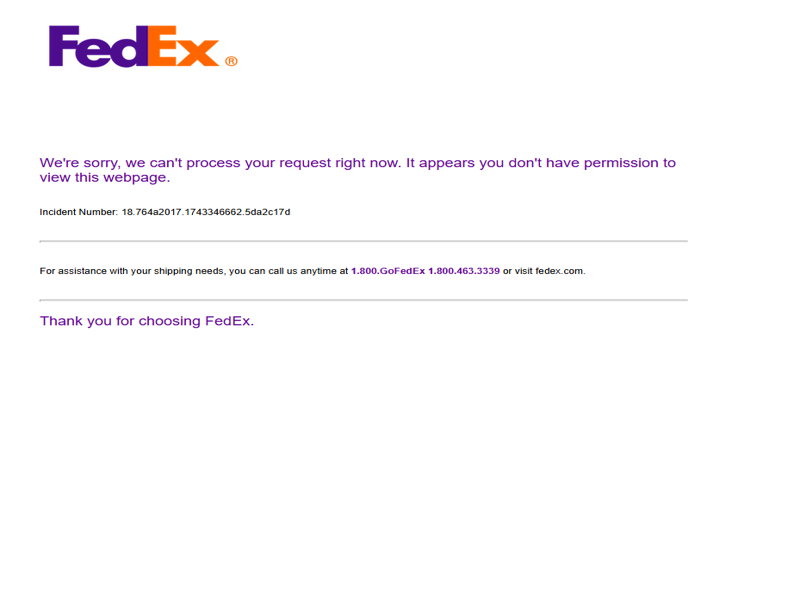 FedEx®
We're sorry, we can't process your request right now. It appears you don't have permission to
view this webpage.
Incident Number: 18.764a2017.1743346662.5da2c17d
For assistance with your shipping needs, you can call us anytime at 1.800.GoFedEx 1.800.463.3339 or visit fedex.com.
Thank you for choosing FedEx.